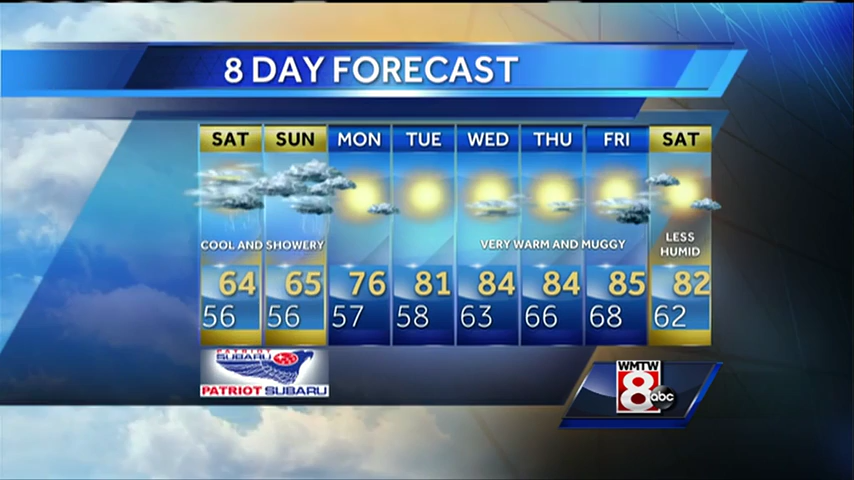 8 DAY FORECAST
SAT SUN MON TUE WED THU FRI SAT
COOL AND SHOWERY
VERY WARM AND MUGGY
LESS
HUMID
64 65 76 81 84 84 85 82
56 56 57 58 63 66 68 62
PATRIOT
SUBARU
PATRIOT SUBARU
WMTW
8
abc